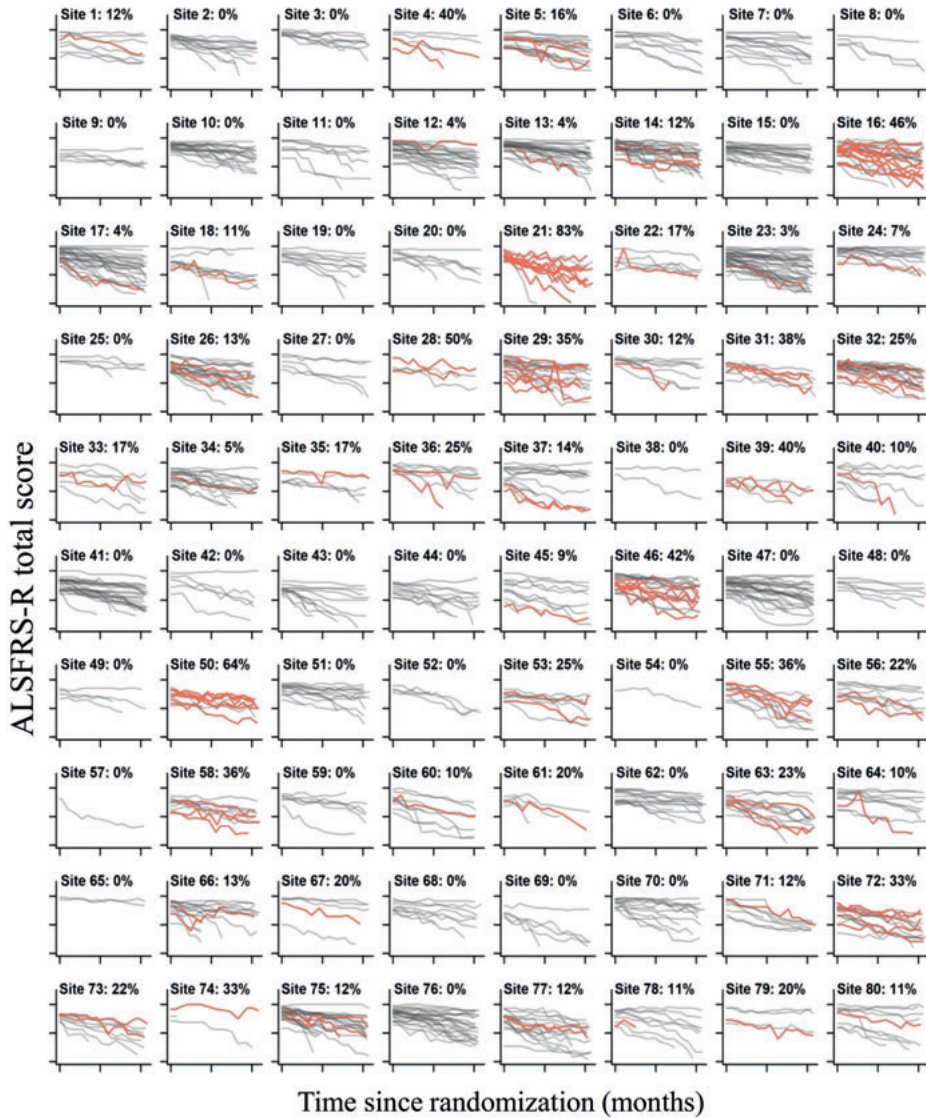 Site 1: 12% Site 2: 0% Site 3: 0% Site 4: 40% Site 5: 16% Site 6: 0% Site 7: 0% Site 8: 0%
Site 9: 0% Site 10: 0% Site 11: 0% Site 12: 4% Site 13: 4% Site 14: 12% Site 15: 0% Site 16: 46%
Site 17: 4% Site 18: 11% Site 19: 0% Site 20: 0% Site 21: 83% Site 22: 17% Site 23: 3% Site 24: 7%
Site 25: 0% Site 26: 13% Site 27: 0% Site 28: 50% Site 29: 35% Site 30: 12% Site 31: 38% Site 32: 25%
Site 33: 17% Site 34: 5% Site 35: 17% Site 36: 25% Site 37: 14% Site 38: 0% Site 39: 40% Site 40: 10%
Site 41: 0% Site 42: 0% Site 43: 0% Site 44: 0% Site 45: 9% Site 46: 42% Site 47: 0% Site 48: 0%
Site 49: 0% Site 50: 64% Site 51: 0% Site 52: 0% Site 53: 25% Site 54: 0% Site 55: 36% Site 56: 22%
Site 57: 0% Site 58: 36% Site 59: 0% Site 60: 10% Site 61: 20% Site 62: 0% Site 63: 23% Site 64: 10%
Site 65: 0% Site 66: 13% Site 67: 20% Site 68: 0% Site 69: 0% Site 70: 0% Site 71: 12% Site 72: 33%
Site 73: 22% Site 74: 33% Site 75: 12% Site 76: 0% Site 77: 12% Site 78: 11% Site 79: 20% Site 80: 11%
ALSFRS-R total score
Time since randomization (months)